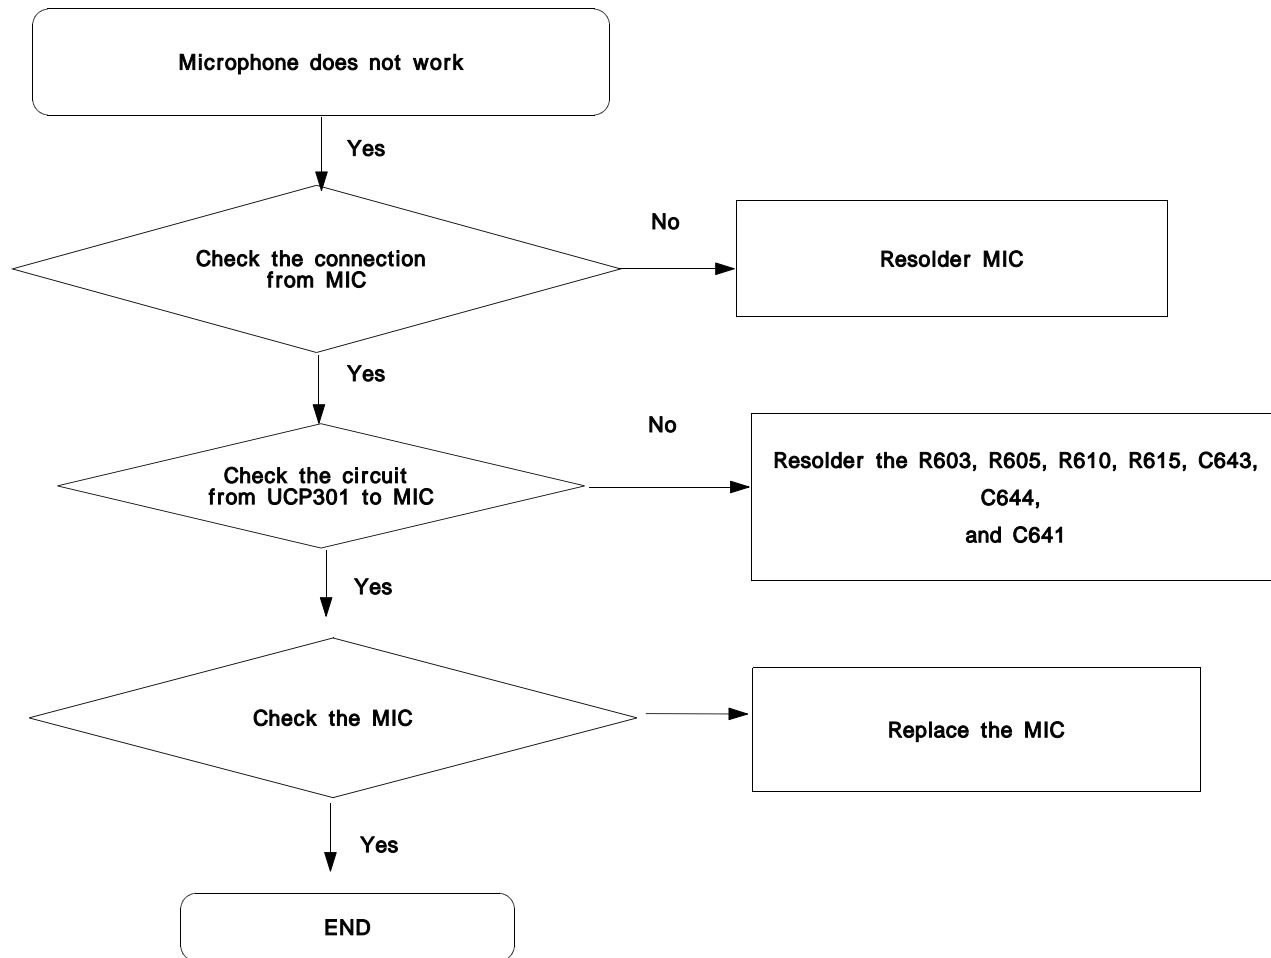 Microphone does not work
Yes
Check the connection
from MIC
No
Resolder MIC
Yes
Check the circuit
from UCP301 to MIC
No
Resolder the R603, R605, R610, R615, C643,
C644,
and C641
Yes
Check the MIC
Replace the MIC
Yes
END